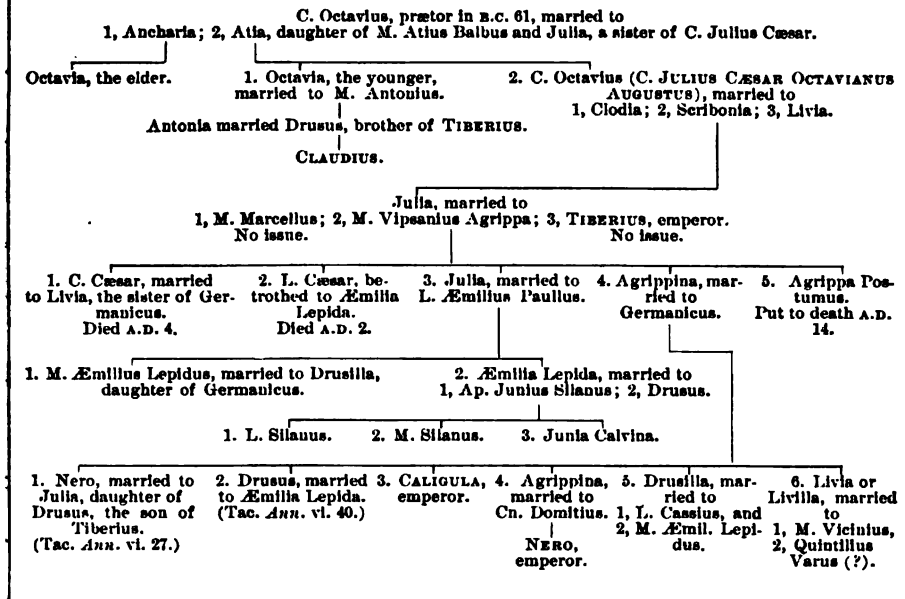 C. Octavius, prætor in B.C. 61, married to
1, Ancharia; 2, Atia, daughter of M. Atius Balbus and Julia, a sister of C. Julius Cæsar.
Octavia, the elder.
1. Octavia, the younger,
married to M. Antonius.
Antonia married Drusus, brother of TIBERIUS.
CLAUDIUS.
2. C. Octavius (C. JULIUS CÆSAR OCTAVIANUS
AUGUSTUS), married to
1, Clodia; 2, Scribonia; 3, Livia.
Julia, married to
1, M. Marcellus; 2, M. Vipsanius Agrippa; 3, TIBERIUS, emperor.
No issue. No issue.
1. C. Cæsar, married
to Livia, the sister of Ger-
manicus.
Died A.D. 4.
2. L. Cæsar, be-
trothed to Æmilia
Lepida.
Died A.D. 2.
3. Julia, married to
L. Æmilius Paullus.
4. Agrippina, mar-
ried to
Germanicus.
5. Agrippa Pos-
tumus.
Put to death A.D.
14.
1. M. Æmilius Lepidus, married to Drusilla,
daughter of Germanicus.
2. Æmilia Lepida, married to
1, Ap. Junius Silanus; 2, Drusus.
1. L. Silanus. 2. M. Silanus. 3. Junia Calvina.
1. Nero, married to
Julia, daughter of
Drusus, the son of
Tiberius.
(Tac. Ann. vi. 27.)
2. Drusus, married
to Æmilia Lepida.
(Tac. Ann. vi. 40.)
3. CALIGULA,
emperor.
4. Agrippina,
married to
Cn. Domitius.
NERO,
emperor.
5. Drusilla, mar-
ried to
1, L. Cassius, and
2, M. Æmil. Lepi-
dus.
6. Livia or
Livilla, married
to
1, M. Vicinius,
2, Quintilius
Varus (?).